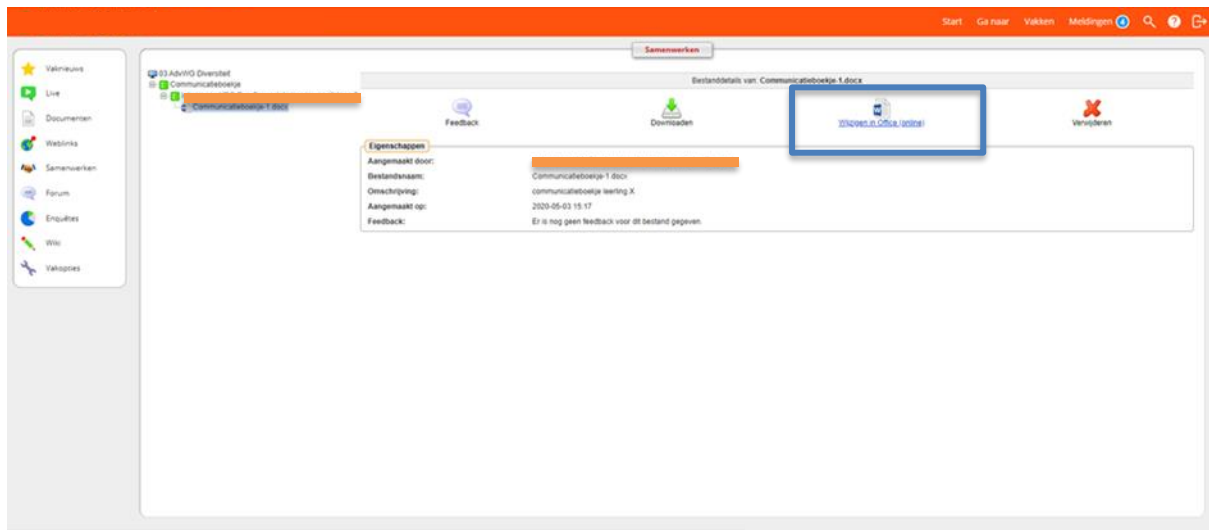 Start Ga naar Vakken Meldingen 4 ?
Samenwerken
Vaknieuws
Live
Documenten
Weblinks
Samenwerken
Forum
Enquêtes
Wiki
Vakopties
03 AdviWG Diversiteit
Communicatieboekje
Communicatieboekje-1.docx
Bestanddetails van: Communicatieboekje-1.docx
Feedback Downloaden Wijzigen in Office (online) Verwijderen
Eigenschappen
Aangemaakt door:
Bestandsnaam: Communicatieboekje-1.docx
Omschrijving: communicatieboekje leerling X
Aangemaakt op: 2020-05-03 15:17
Feedback: Er is nog geen feedback voor dit bestand gegeven.